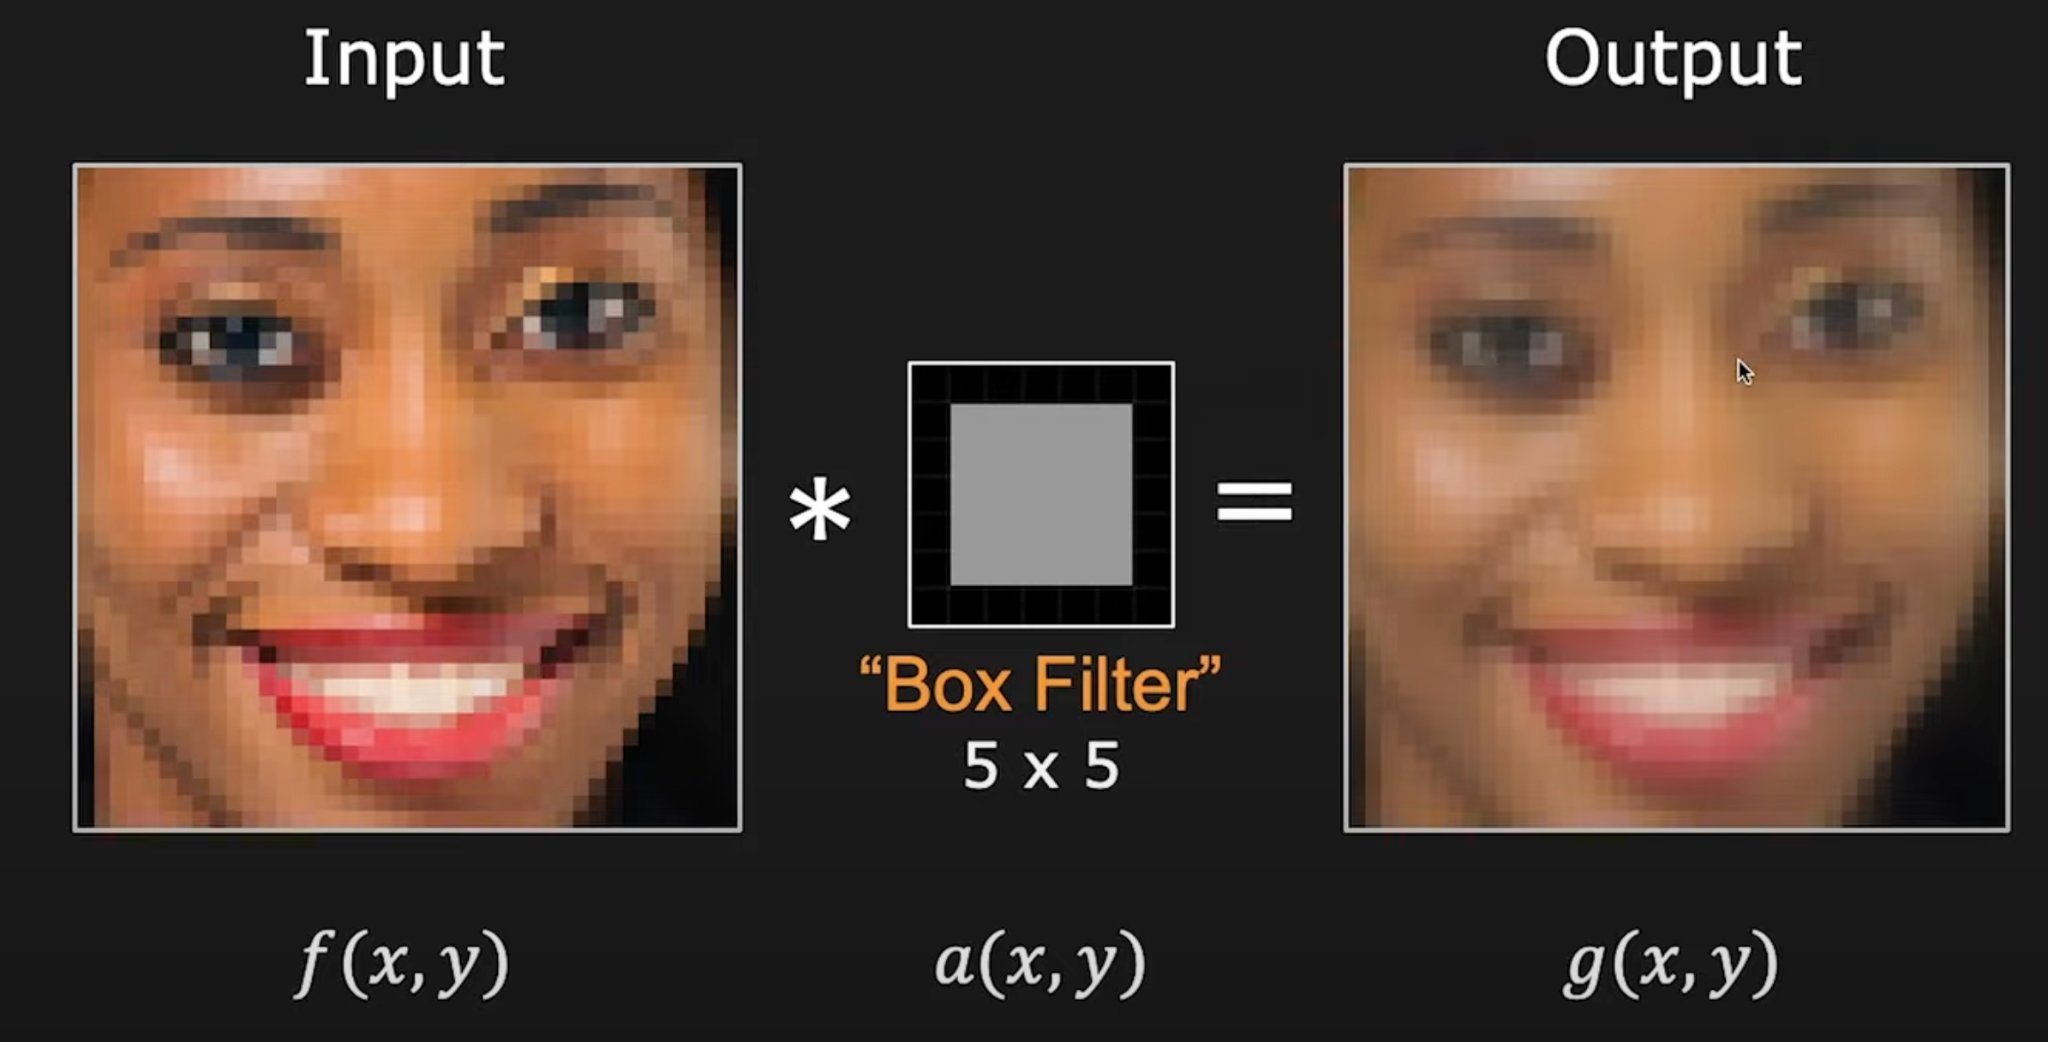 Input
Output
*
=
“Box Filter”
5 x 5
f(x, y)
a(x, y)
g(x, y)